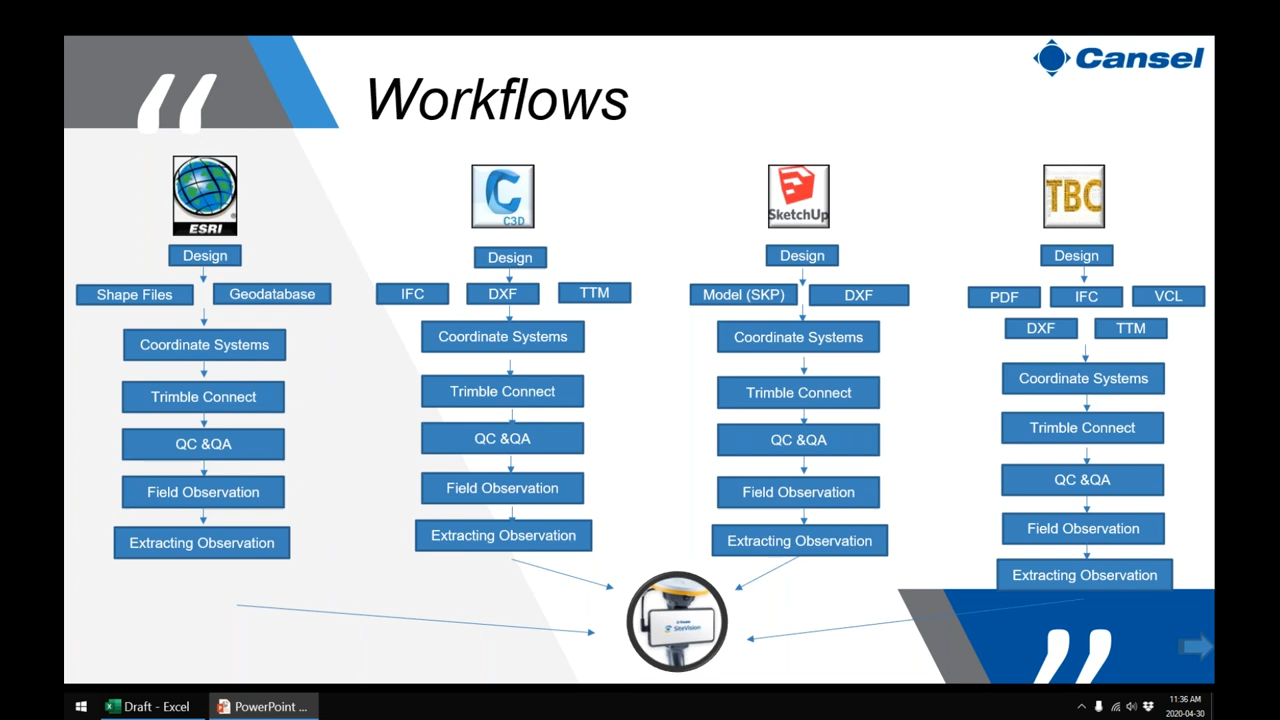 Cansel
Workflows
ESRI
Design
Shape Files
Geodatabase
Coordinate Systems
Trimble Connect
QC &QA
Field Observation
Extracting Observation
C3D
Design
IFC
DXF
TTM
Coordinate Systems
Trimble Connect
QC &QA
Field Observation
Extracting Observation
SketchUp
Design
Model (SKP)
DXF
Coordinate Systems
Trimble Connect
QC &QA
Field Observation
Extracting Observation
TBC
Design
PDF
IFC
VCL
DXF
TTM
Coordinate Systems
Trimble Connect
QC &QA
Field Observation
Extracting Observation
SiteVision
Draft - Excel
PowerPoint ...
11:36 AM
2020-04-30